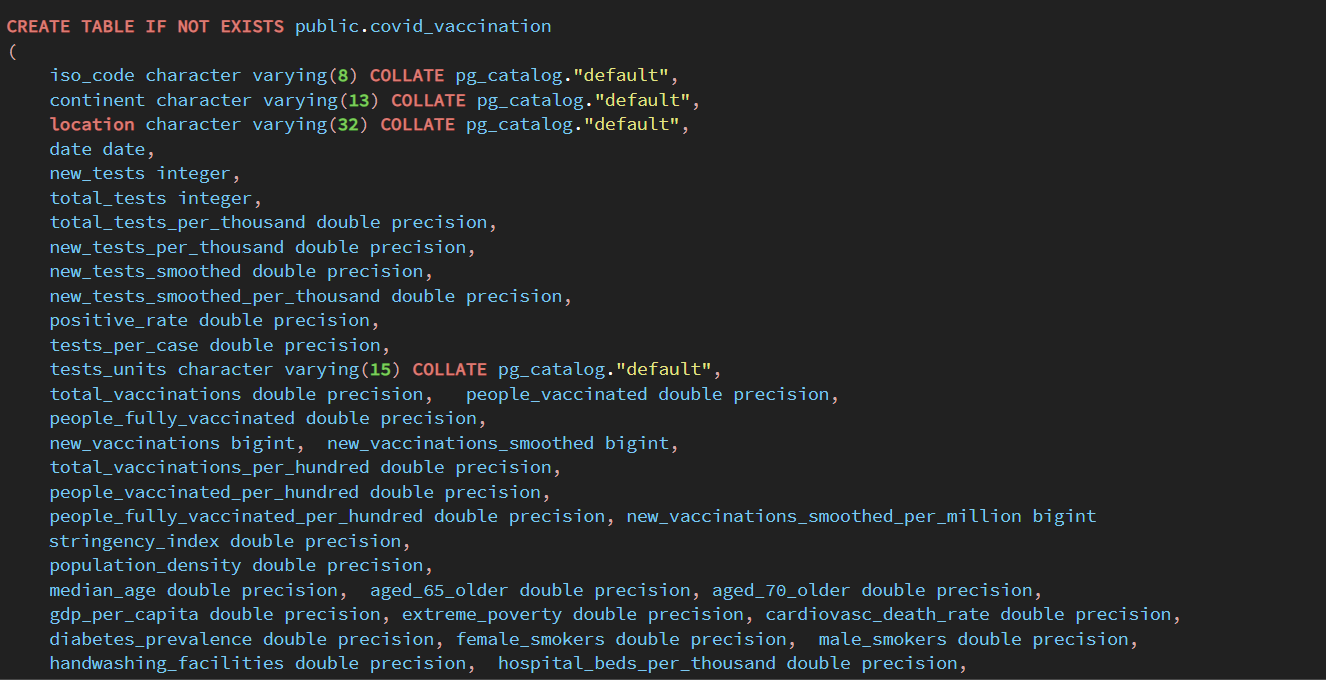 CREATE TABLE IF NOT EXISTS public.covid_vaccination
(
iso_code character varying(8) COLLATE pg_catalog."default",
continent character varying(13) COLLATE pg_catalog."default",
location character varying(32) COLLATE pg_catalog."default",
date date,
new_tests integer,
total_tests integer,
total_tests_per_thousand double precision,
new_tests_per_thousand double precision,
new_tests_smoothed double precision,
new_tests_smoothed_per_thousand double precision,
positive_rate double precision,
tests_per_case double precision,
tests_units character varying(15) COLLATE pg_catalog."default",
total_vaccinations double precision,   people_vaccinated double precision,
people_fully_vaccinated double precision,
new_vaccinations bigint,  new_vaccinations_smoothed bigint,
total_vaccinations_per_hundred double precision,
people_vaccinated_per_hundred double precision,
people_fully_vaccinated_per_hundred double precision, new_vaccinations_smoothed_per_million bigint
stringency_index double precision,
population_density double precision,
median_age double precision,  aged_65_older double precision, aged_70_older double precision,
gdp_per_capita double precision, extreme_poverty double precision, cardiovasc_death_rate double precision,
diabetes_prevalence double precision, female_smokers double precision,  male_smokers double precision,
handwashing_facilities double precision,  hospital_beds_per_thousand double precision,